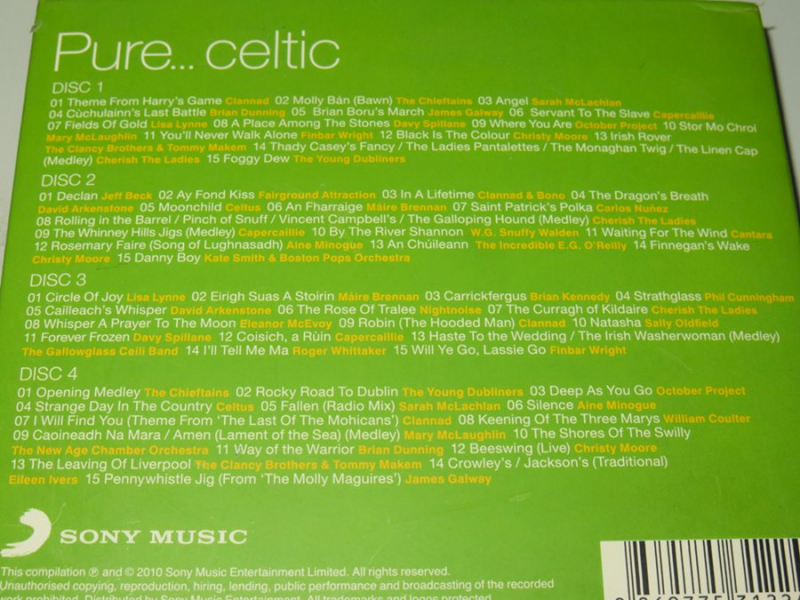 Pure... celtic
DISC 1
01 Theme From Harry's Game Clannad 02 Molly Bán (Bawn) The Chieftains 03 Angel Sarah McLachlan
04 Cùchulainn's Last Battle Brian Dunning 05 Brian Boru's March James Galway 06 Servant To The Slave Capercaillie
07 Fields Of Gold Lisa Lynne 08 A Place Among The Stones Davy Spillane 09 Where You Are October Project 10 Stor Mo Chroi
Mary McLaughlin 11 You'll Never Walk Alone Finbar Wright 12 Black Is The Colour Christy Moore 13 Irish Rover
The Clancy Brothers & Tommy Makem 14 Thady Casey's Fancy / The Ladies Pantalettes / The Monaghan Twig / The Linen Cap
(Medley) Cherish The Ladies 15 Foggy Dew The Young Dubliners
DISC 2
01 Declan Jeff Beck 02 Ay Fond Kiss Fairground Attraction 03 In A Lifetime Clannad & Bono 04 The Dragon's Breath
David Arkenstone 05 Moonchild Celtus 06 An Fharraige Máire Brennan 07 Saint Patrick's Polka Carlos Nuñez
08 Rolling in the Barrel / Pinch of Snuff / Vincent Campbell's / The Galloping Hound (Medley) Cherish The Ladies
09 The Whinney Hills Jigs (Medley) Capercaillie 10 By The River Shannon W.G. Snuffy Walden 11 Waiting For The Wind Cantara
12 Rosemary Faire (Song of Lughnasadh) Aine Minogue 13 An Chúileann The Incredible E.G. O'Reilly 14 Finnegan's Wake
Christy Moore 15 Danny Boy Kate Smith & Boston Pops Orchestra
DISC 3
01 Circle Of Joy Lisa Lynne 02 Eirigh Suas A Stoirin Máire Brennan 03 Carrickfergus Brian Kennedy 04 Strathglass Phil Cunningham
05 Cailleach's Whisper David Arkenstone 06 The Rose Of Tralee Nightnoise 07 The Curragh of Kildaire Cherish The Ladies
08 Whisper A Prayer To The Moon Eleanor McEvoy 09 Robin (The Hooded Man) Clannad 10 Natasha Sally Oldfield
11 Forever Frozen Davy Spillane 12 Coisich, a Rùin Capercaillie 13 Haste To the Wedding / The Irish Washerwoman (Medley)
The Gallowglass Ceili Band 14 I'll Tell Me Ma Roger Whittaker 15 Will Ye Go, Lassie Go Finbar Wright
DISC 4
01 Opening Medley The Chieftains 02 Rocky Road To Dublin The Young Dubliners 03 Deep As You Go October Project
04 Strange Day In The Country Celtus 05 Fallen (Radio Mix) Sarah McLachlan 06 Silence Aine Minogue
07 I Will Find You (Theme From 'The Last Of The Mohicans') Clannad 08 Keening Of The Three Marys William Coulter
09 Caoineadh Na Mara / Amen (Lament of the Sea) (Medley) Mary McLaughlin 10 The Shores Of The Swilly
The New Age Chamber Orchestra 11 Way of the Warrior Brian Dunning 12 Beeswing (Live) Christy Moore
13 The Leaving Of Liverpool The Clancy Brothers & Tommy Makem 14 Crowley's / Jackson's (Traditional)
Eileen Ivers 15 Pennywhistle Jig (From 'The Molly Maguires') James Galway
SONY MUSIC
This compilation ℗ and © 2010 Sony Music Entertainment Limited. All rights reserved.
Unauthorised copying, reproduction, hiring, lending, public performance and broadcasting of the recorded
work prohibited. Distributed by Sony Music Entertainment. All trademarks and logos protected.